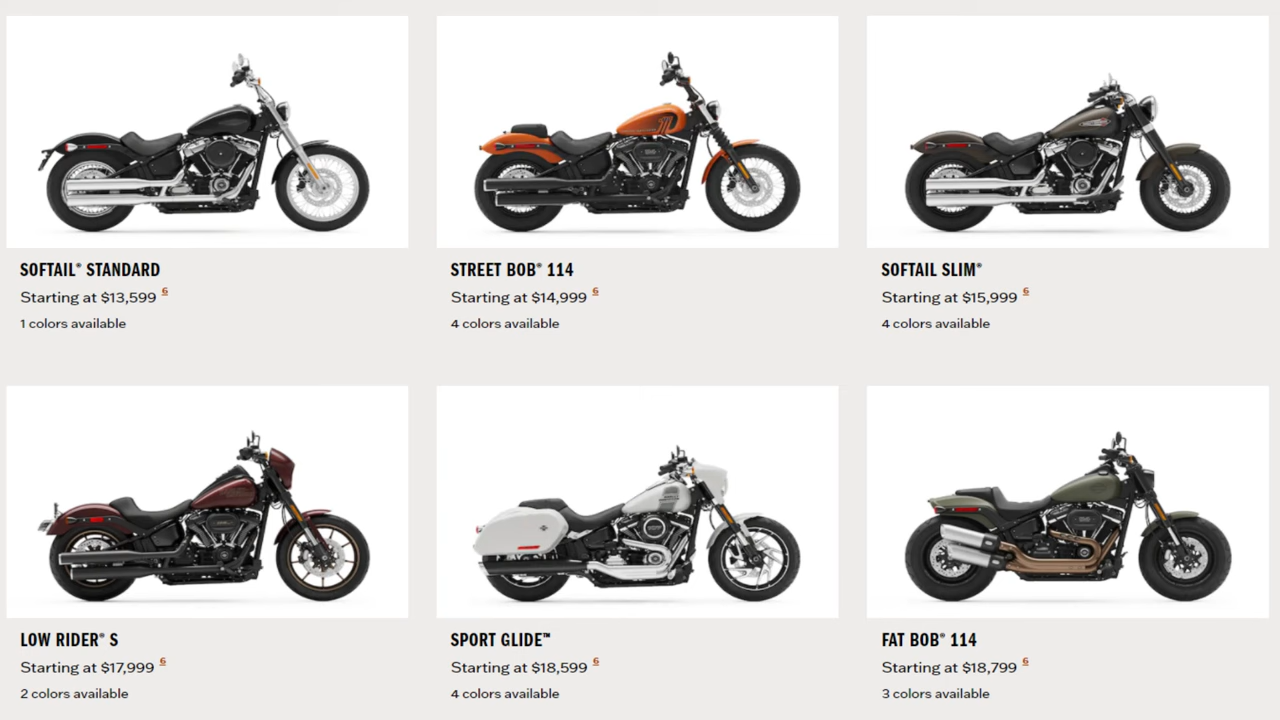 SOFTAIL® STANDARD
Starting at $13,599 6
1 colors available
STREET BOB® 114
Starting at $14,999 6
4 colors available
SOFTAIL SLIM®
Starting at $15,999 6
4 colors available
LOW RIDER® S
Starting at $17,999 6
2 colors available
SPORT GLIDE™
Starting at $18,599 6
4 colors available
FAT BOB® 114
Starting at $18,799 6
3 colors available